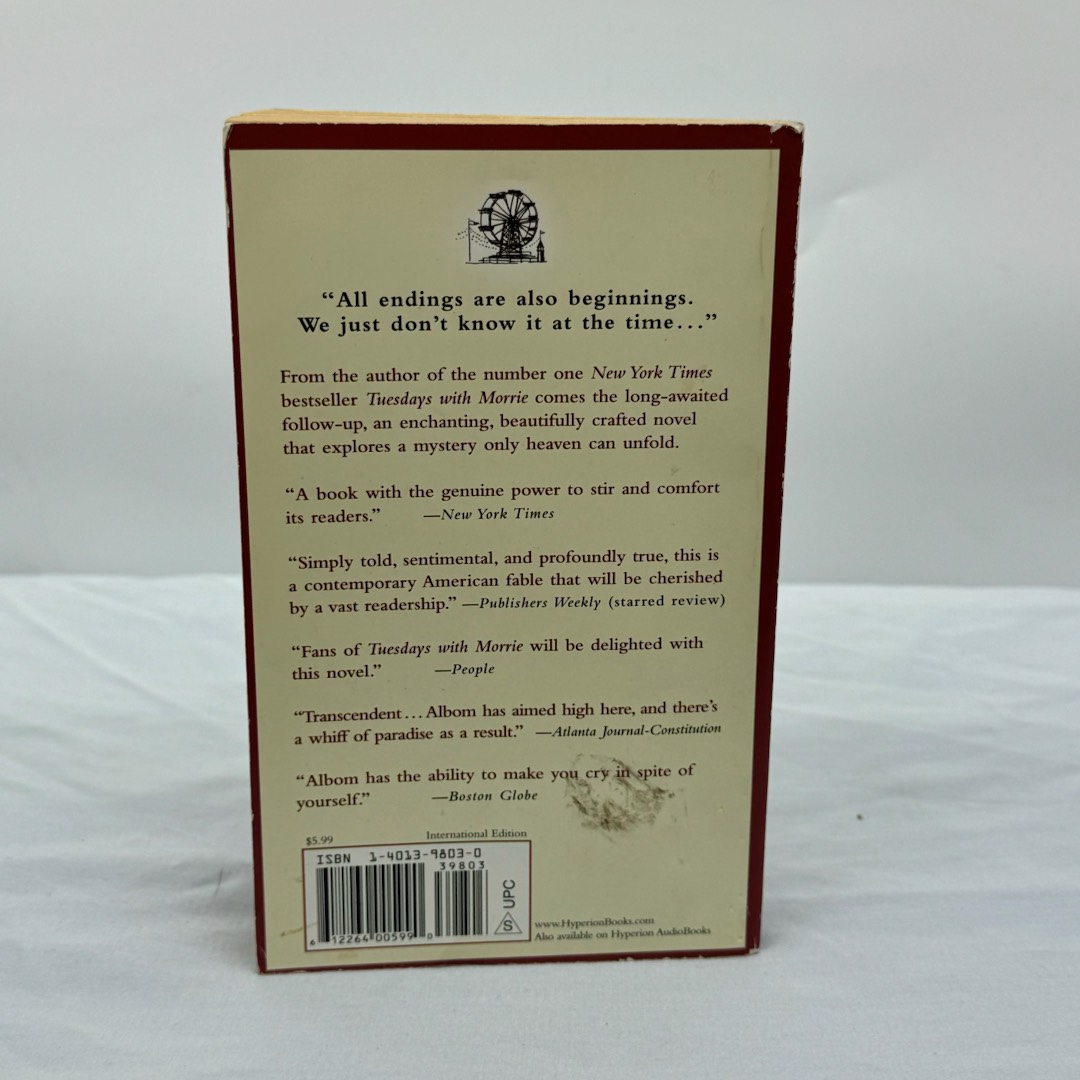 “All endings are also beginnings.
We just don’t know it at the time...”
From the author of the number one New York Times
bestseller Tuesdays with Morrie comes the long-awaited
follow-up, an enchanting, beautifully crafted novel
that explores a mystery only heaven can unfold.
“A book with the genuine power to stir and comfort
its readers.” —New York Times
“Simply told, sentimental, and profoundly true, this is
a contemporary American fable that will be cherished
by a vast readership.” —Publishers Weekly (starred review)
“Fans of Tuesdays with Morrie will be delighted with
this novel.” —People
“Transcendent... Albom has aimed high here, and there’s
a whiff of paradise as a result.” —Atlanta Journal-Constitution
“Albom has the ability to make you cry in spite of
yourself.” —Boston Globe
$5.99 International Edition
ISBN 1-4013-9803-0
39803
UPC
S
6 12264 00599 0
www.HyperionBooks.com
Also available on Hyperion AudioBooks